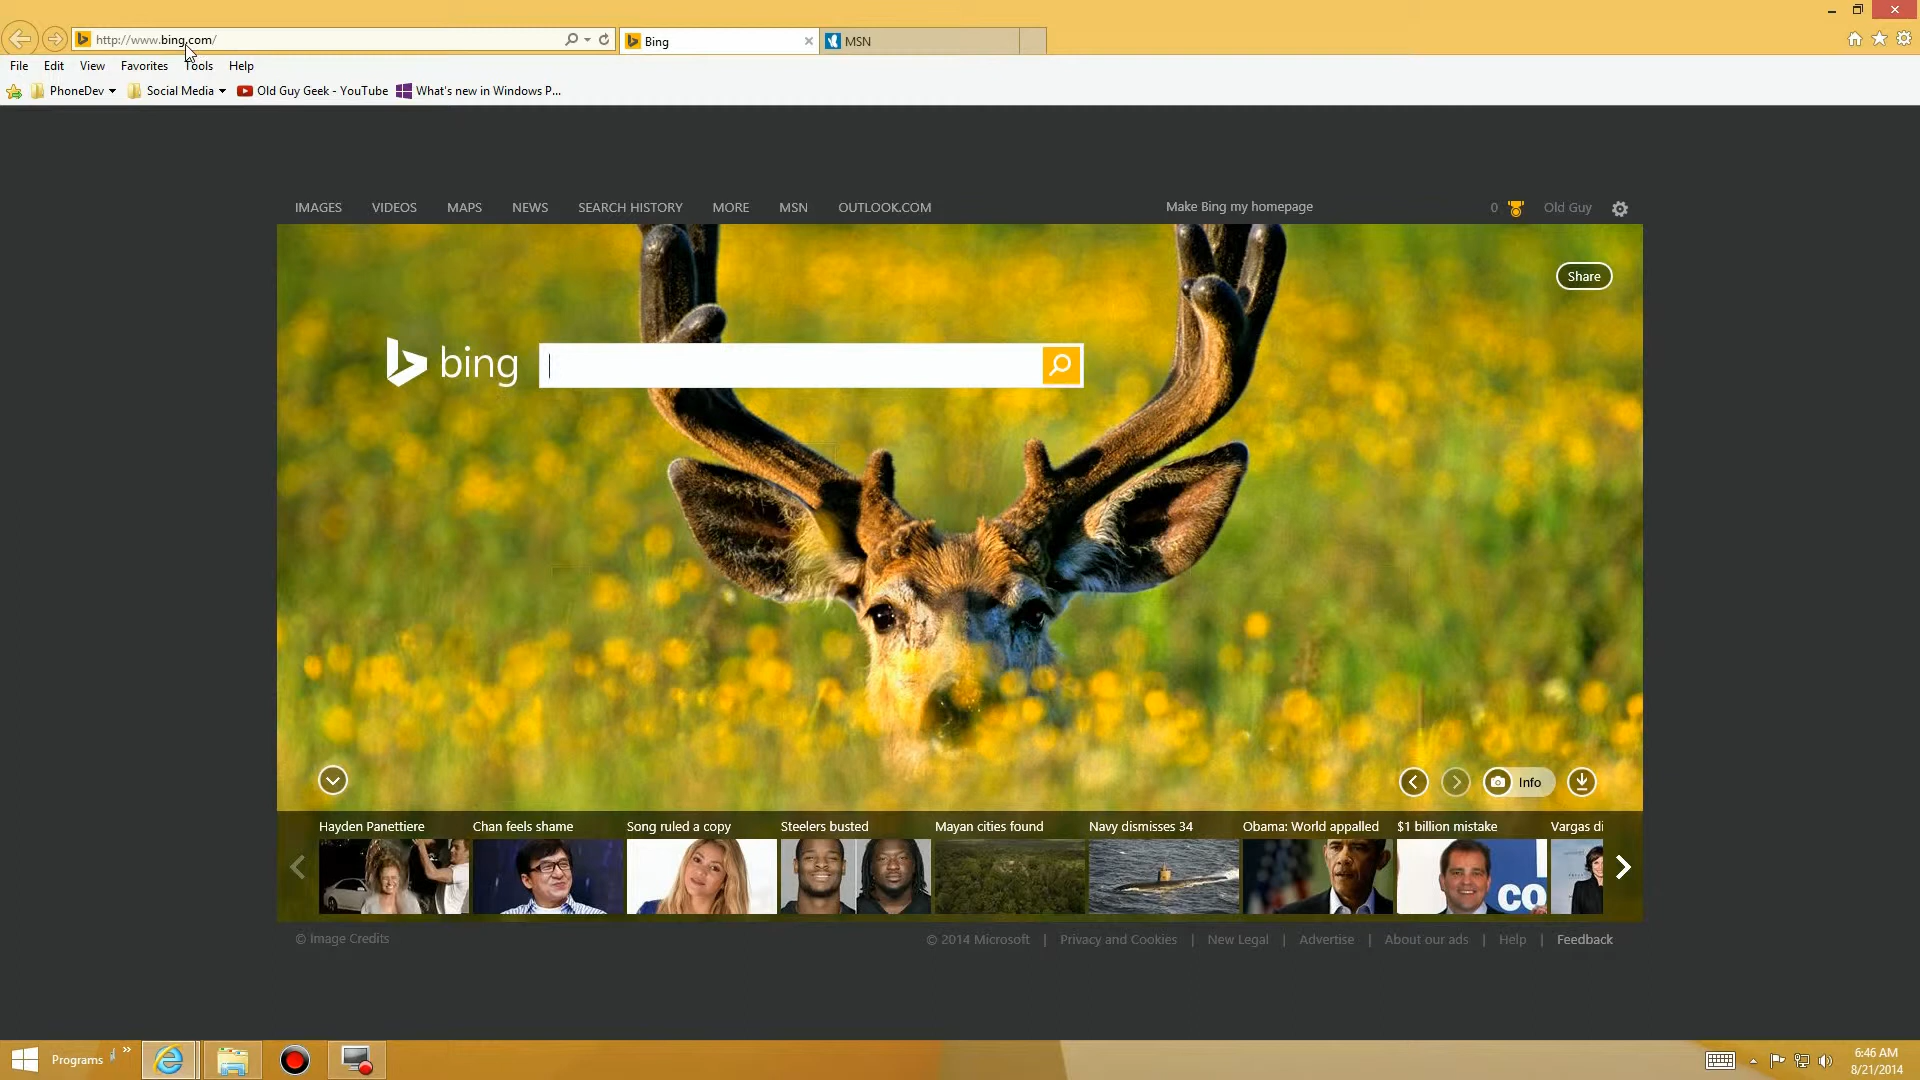 http://www.bing.com/
Bing
MSN
File Edit View Favorites Tools Help
PhoneDev Social Media Old Guy Geek - YouTube What's new in Windows P...
IMAGES VIDEOS MAPS NEWS SEARCH HISTORY MORE MSN OUTLOOK.COM Make Bing my homepage 0 Old Guy
Share
bing
Info
Hayden Panettiere Chan feels shame Song ruled a copy Steelers busted Mayan cities found Navy dismisses 34 Obama: World appalled $1 billion mistake Vargas di
co
© Image Credits © 2014 Microsoft | Privacy and Cookies | New Legal | Advertise | About our ads | Help | Feedback
Programs » 6:46 AM
8/21/2014